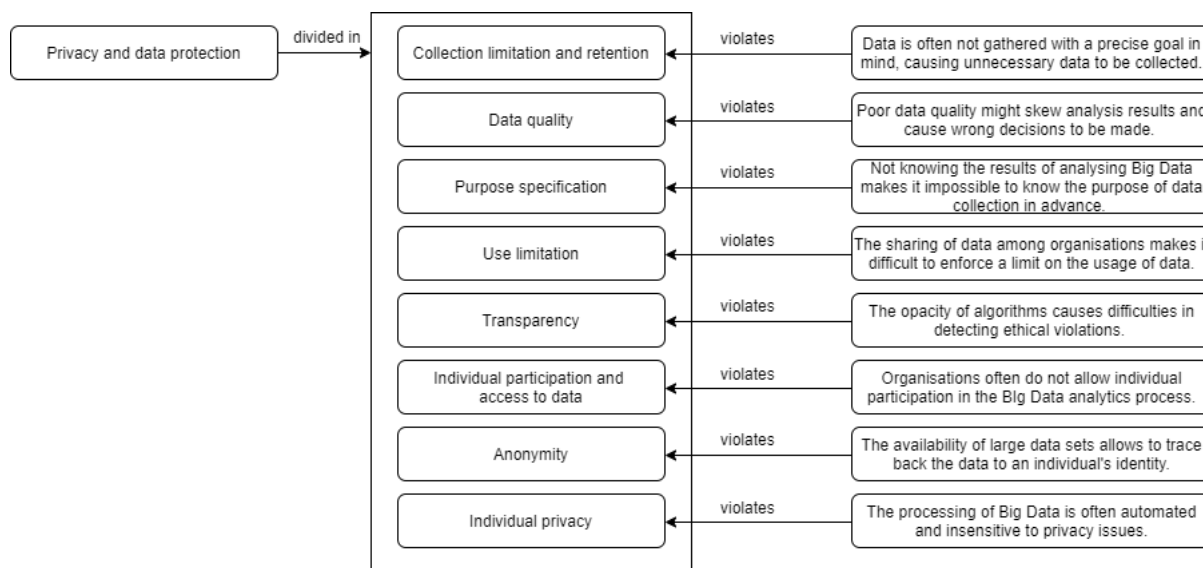 Privacy and data protection
divided in
Collection limitation and retention
violates
Data is often not gathered with a precise goal in
mind, causing unnecessary data to be collected.
Data quality
violates
Poor data quality might skew analysis results and
cause wrong decisions to be made.
Purpose specification
violates
Not knowing the results of analysing Big Data
makes it impossible to know the purpose of data
collection in advance.
Use limitation
violates
The sharing of data among organisations makes
difficult to enforce a limit on the usage of data.
Transparency
violates
The opacity of algorithms causes difficulties in
detecting ethical violations.
Individual participation and
access to data
violates
Organisations often do not allow individual
participation in the BIg Data analytics process.
Anonymity
violates
The availability of large data sets allows to trace
back the data to an individual's identity.
Individual privacy
violates
The processing of Big Data is often automated
and insensitive to privacy issues.